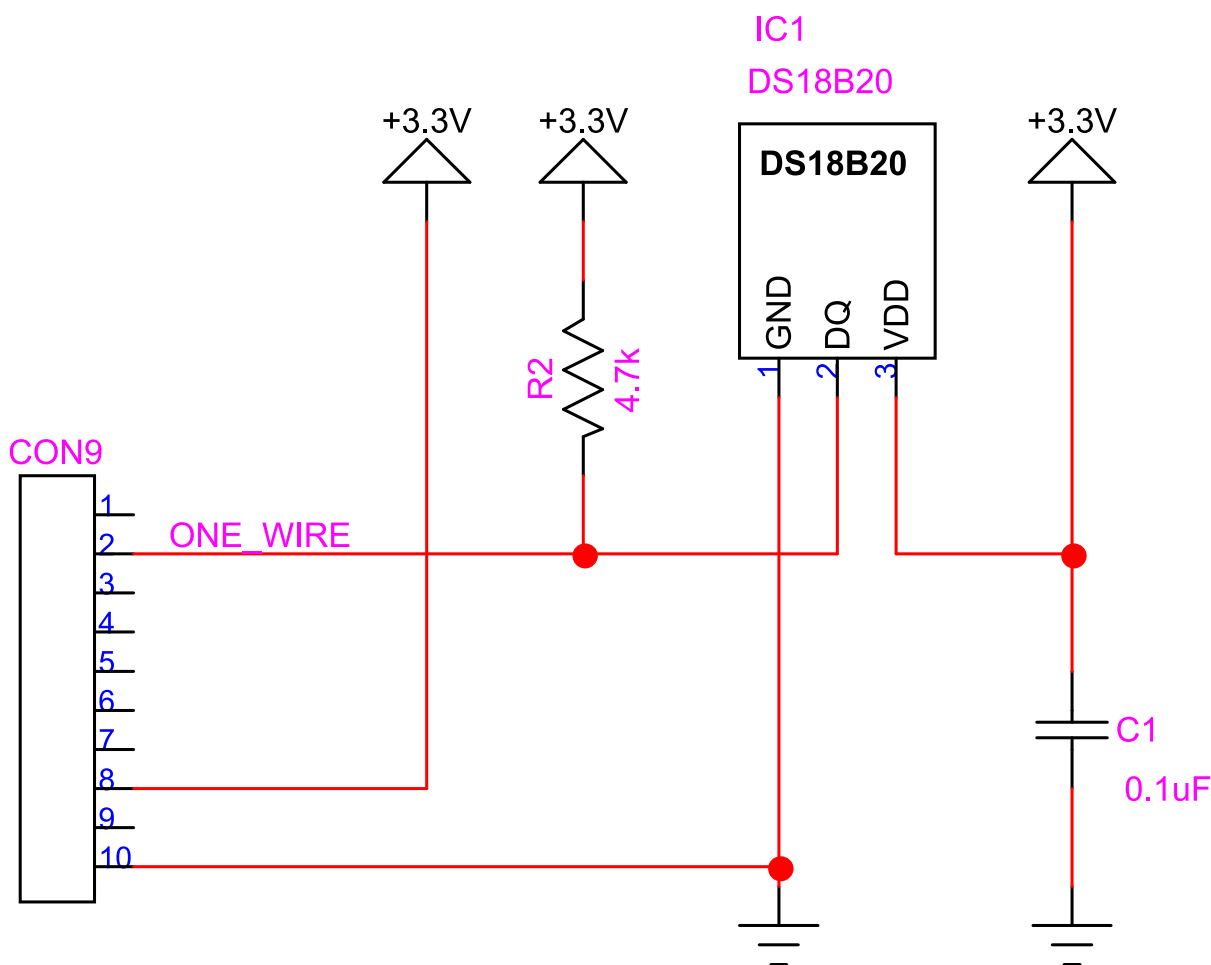 IC1
DS18B20
+3.3V
+3.3V
+3.3V
DS18B20
GND
DQ
VDD
1
2
3
R2
4.7k
CON9
1
ONE_WIRE
2
3
4
5
6
7
8
9
10
C1
0.1uF